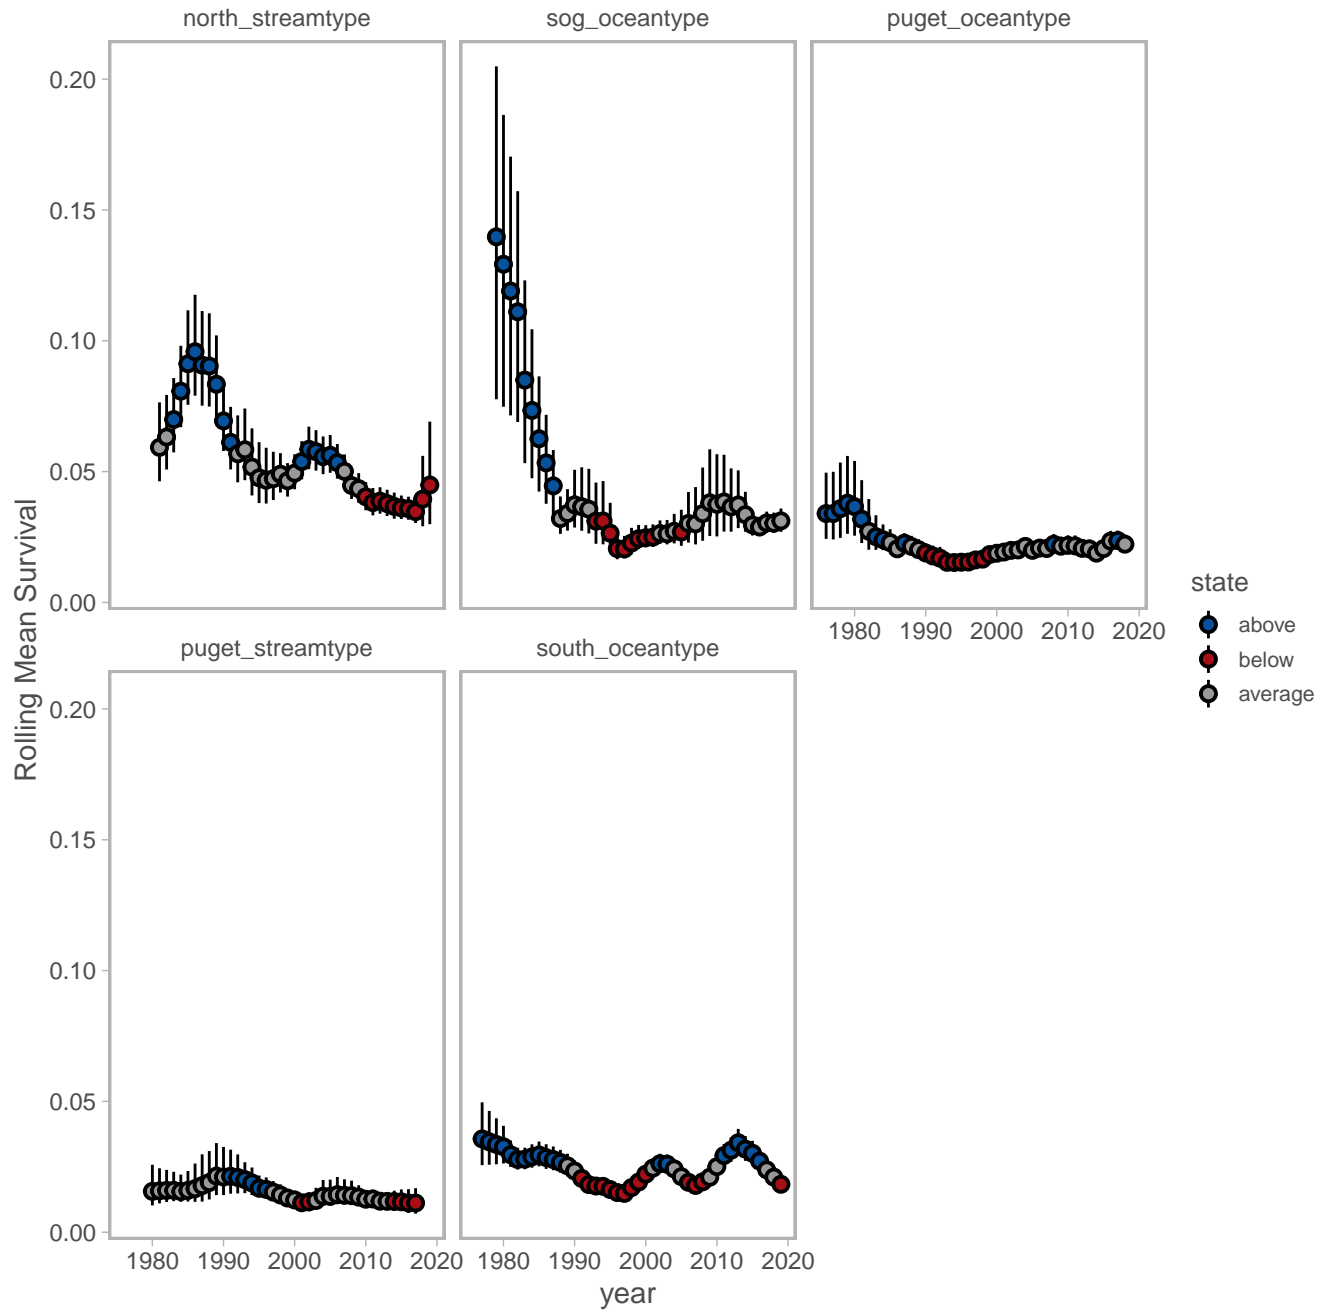 north_streamtype
sog_oceantype
puget_oceantype
0.20
0.15
0.10
0.05
0.00
1980 1990 2000 2010 2020
puget_streamtype
south_oceantype
0.20
0.15
0.10
0.05
0.00
1980 1990 2000 2010 2020
1980 1990 2000 2010 2020
year
Rolling Mean Survival
state
above
below
average